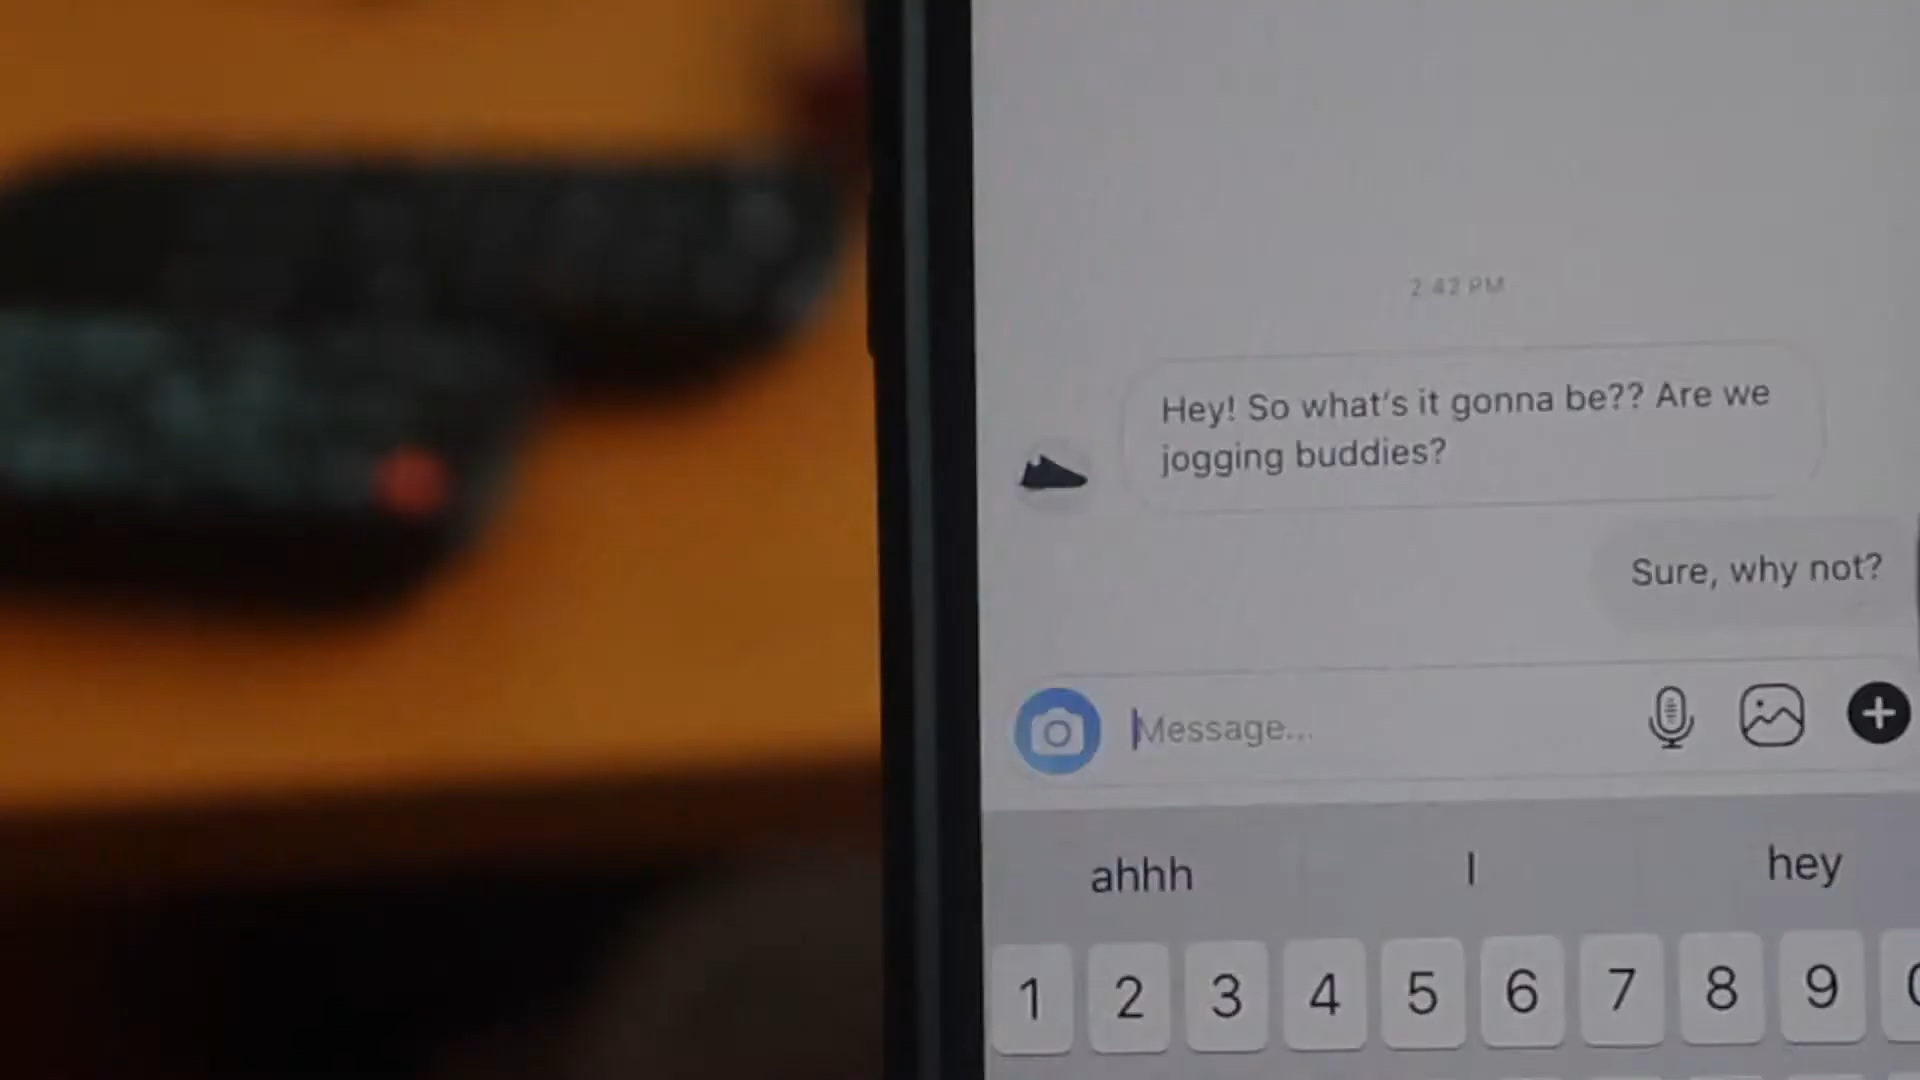 2:42 PM
Hey! So what's it gonna be?? Are we
jogging buddies?
Sure, why not?
Message...
ahhh I hey
1 2 3 4 5 6 7 8 9 0